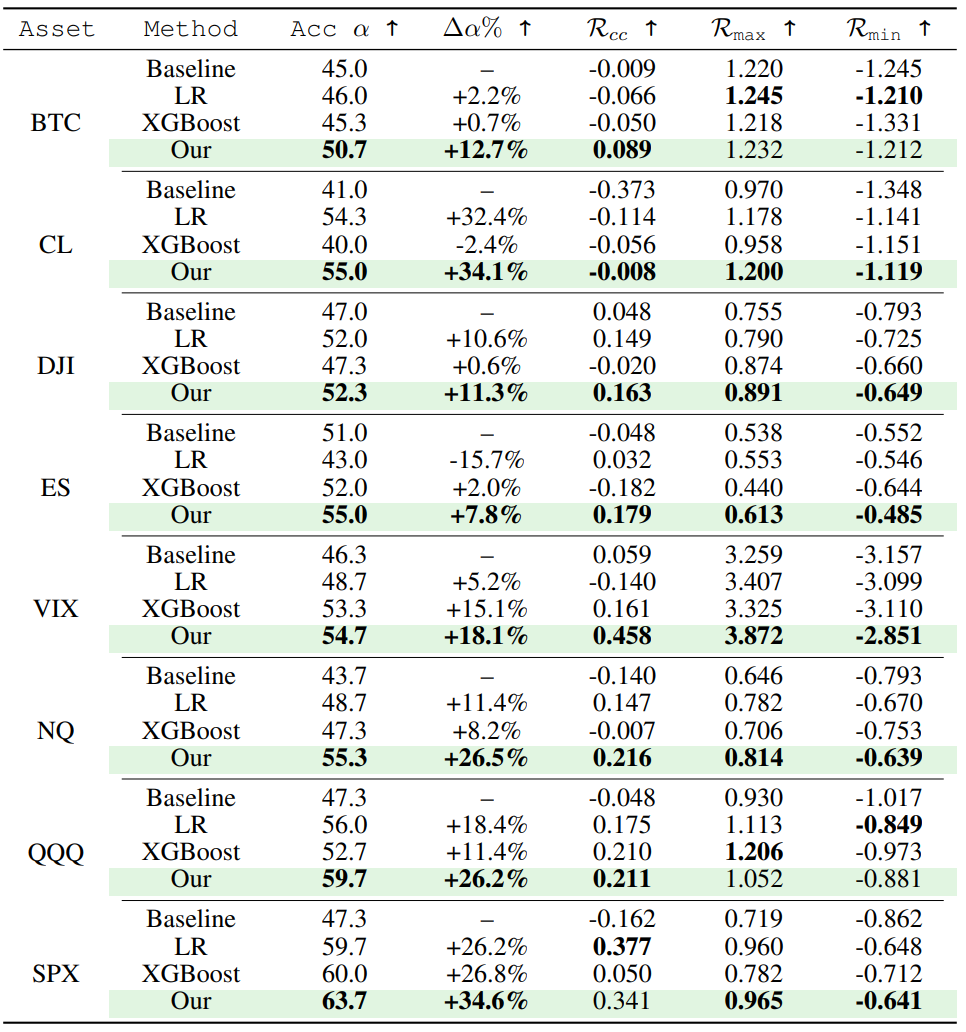 Asset Method Acc α ↑ Δα% ↑ ℛcc ↑ ℛmax ↑ ℛmin ↑
Baseline 45.0 – -0.009 1.220 -1.245
LR 46.0 +2.2% -0.066 1.245 -1.210
BTC XGBoost 45.3 +0.7% -0.050 1.218 -1.331
Our 50.7 +12.7% 0.089 1.232 -1.212
Baseline 41.0 – -0.373 0.970 -1.348
LR 54.3 +32.4% -0.114 1.178 -1.141
CL XGBoost 40.0 -2.4% -0.056 0.958 -1.151
Our 55.0 +34.1% -0.008 1.200 -1.119
Baseline 47.0 – 0.048 0.755 -0.793
LR 52.0 +10.6% 0.149 0.790 -0.725
DJI XGBoost 47.3 +0.6% -0.020 0.874 -0.660
Our 52.3 +11.3% 0.163 0.891 -0.649
Baseline 51.0 – -0.048 0.538 -0.552
LR 43.0 -15.7% 0.032 0.553 -0.546
ES XGBoost 52.0 +2.0% -0.182 0.440 -0.644
Our 55.0 +7.8% 0.179 0.613 -0.485
Baseline 46.3 – 0.059 3.259 -3.157
LR 48.7 +5.2% -0.140 3.407 -3.099
VIX XGBoost 53.3 +15.1% 0.161 3.325 -3.110
Our 54.7 +18.1% 0.458 3.872 -2.851
Baseline 43.7 – -0.140 0.646 -0.793
LR 48.7 +11.4% 0.147 0.782 -0.670
NQ XGBoost 47.3 +8.2% -0.007 0.706 -0.753
Our 55.3 +26.5% 0.216 0.814 -0.639
Baseline 47.3 – -0.048 0.930 -1.017
LR 56.0 +18.4% 0.175 1.113 -0.849
QQQ XGBoost 52.7 +11.4% 0.210 1.206 -0.973
Our 59.7 +26.2% 0.211 1.052 -0.881
Baseline 47.3 – -0.162 0.719 -0.862
LR 59.7 +26.2% 0.377 0.960 -0.648
SPX XGBoost 60.0 +26.8% 0.050 0.782 -0.712
Our 63.7 +34.6% 0.341 0.965 -0.641